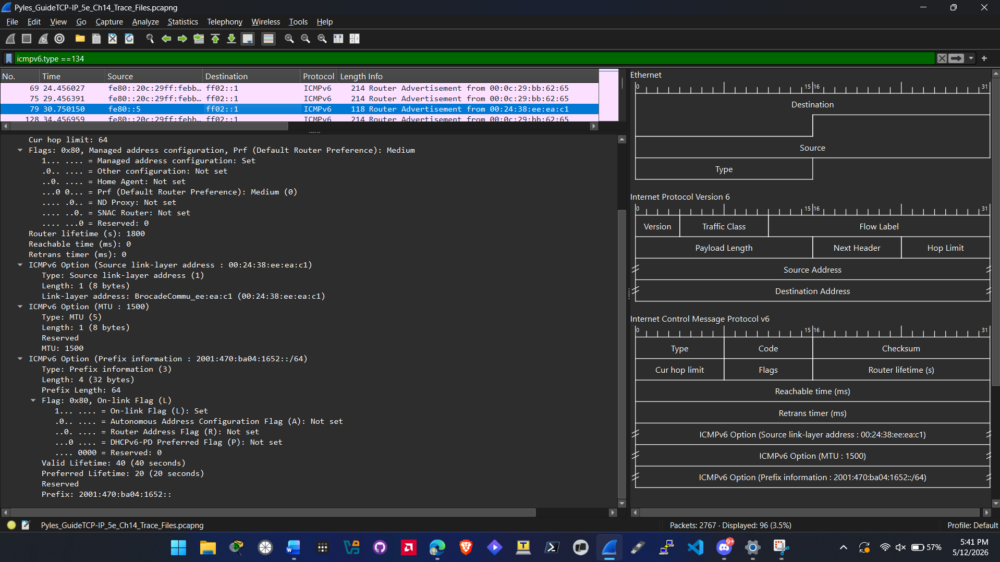 Pyles_GuideTCP-IP_5e_Ch14_Trace_Files.pcapng
File Edit View Go Capture Analyze Statistics Telephony Wireless Tools Help
icmpv6.type ==134
No. Time Source Destination Protocol Length Info
69 24.456027 fe80::20c:29ff:febb… ff02::1 ICMPv6 214 Router Advertisement from 00:0c:29:bb:62:65
75 29.456391 fe80::20c:29ff:febb… ff02::1 ICMPv6 214 Router Advertisement from 00:0c:29:bb:62:65
79 30.750150 fe80::5 ff02::1 ICMPv6 118 Router Advertisement from 00:24:38:ee:ea:c1
128 34.456959 fe80::20c:29ff:febb… ff02::1 ICMPv6 214 Router Advertisement from 00:0c:29:bb:62:65
Cur hop limit: 64
Flags: 0x80, Managed address configuration, Prf (Default Router Preference): Medium
1... .... = Managed address configuration: Set
.0.. .... = Other configuration: Not set
..0. .... = Home Agent: Not set
...0 0... = Prf (Default Router Preference): Medium (0)
.... .0.. = ND Proxy: Not set
.... ..0. = SNAC Router: Not set
.... ...0 = Reserved: 0
Router lifetime (s): 1800
Reachable time (ms): 0
Retrans timer (ms): 0
ICMPv6 Option (Source link-layer address : 00:24:38:ee:ea:c1)
Type: Source link-layer address (1)
Length: 1 (8 bytes)
Link-layer address: BrocadeCommu_ee:ea:c1 (00:24:38:ee:ea:c1)
ICMPv6 Option (MTU : 1500)
Type: MTU (5)
Length: 1 (8 bytes)
Reserved
MTU: 1500
ICMPv6 Option (Prefix information : 2001:470:ba04:1652::/64)
Type: Prefix information (3)
Length: 4 (32 bytes)
Prefix Length: 64
Flag: 0x80, On-link Flag (L)
1... .... = On-link Flag (L): Set
.0.. .... = Autonomous Address Configuration Flag (A): Not set
..0. .... = Router Address Flag (R): Not set
...0 .... = DHCPv6-PD Preferred Flag (P): Not set
.... 0000 = Reserved: 0
Valid Lifetime: 40 (40 seconds)
Preferred Lifetime: 20 (20 seconds)
Reserved
Prefix: 2001:470:ba04:1652::
Ethernet
0 15 16 31
Destination
Source
Type
Internet Protocol Version 6
0 15 16 31
Version Traffic Class Flow Label
Payload Length Next Header Hop Limit
Source Address
Destination Address
Internet Control Message Protocol v6
0 15 16 31
Type Code Checksum
Cur hop limit Flags Router lifetime (s)
Reachable time (ms)
Retrans timer (ms)
ICMPv6 Option (Source link-layer address : 00:24:38:ee:ea:c1)
ICMPv6 Option (MTU : 1500)
ICMPv6 Option (Prefix information : 2001:470:ba04:1652::/64)
Pyles_GuideTCP-IP_5e_Ch14_Trace_Files.pcapng
Packets: 2767 · Displayed: 96 (3.5%)
Profile: Default
9+
57%
5:41 PM
5/12/2026